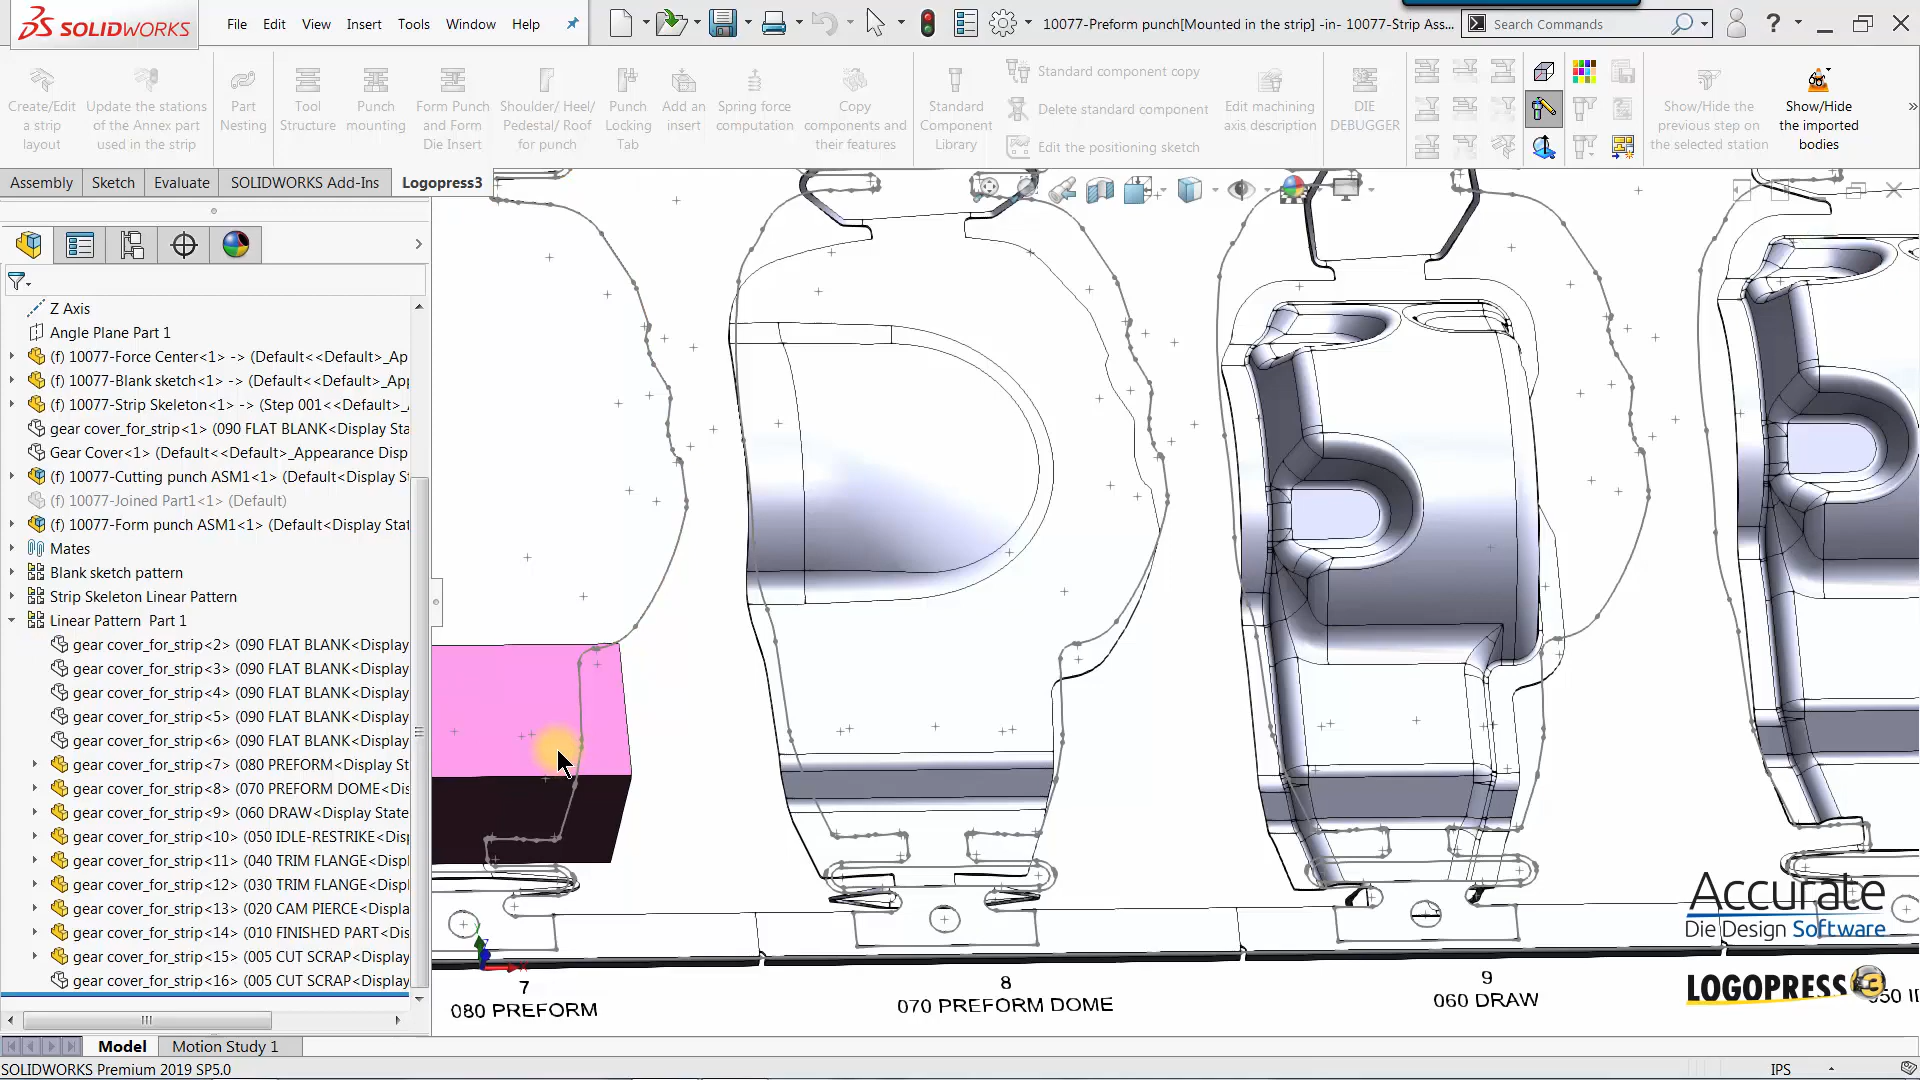 SOLIDWORKS
File Edit View Insert Tools Window Help
10077-Preform punch[Mounted in the strip] -in- 10077-Strip Ass...
Search Commands
Create/Edit a strip layout
Update the stations of the Annex part used in the strip
Part Nesting
Tool Structure
Punch mounting
Form Punch and Form Die Insert
Shoulder/ Heel/ Pedestal/ Roof for punch
Punch Locking Tab
Add an insert
Spring force computation
Copy components and their features
Standard Component Library
Standard component copy
Delete standard component
Edit the positioning sketch
Edit machining axis description
DIE DEBUGGER
Show/Hide the previous step on the selected station
Show/Hide the imported bodies
Assembly Sketch Evaluate SOLIDWORKS Add-Ins Logopress3
Z Axis
Angle Plane Part 1
(f) 10077-Force Center<1> -> (Default<<Default>_Ap
(f) 10077-Blank sketch<1> -> (Default<<Default>_App
(f) 10077-Strip Skeleton<1> -> (Step 001<<Default>_
gear cover_for_strip<1> (090 FLAT BLANK<Display Sta
Gear Cover<1> (Default<<Default>_Appearance Disp
(f) 10077-Cutting punch ASM1<1> (Default<Display S
(f) 10077-Joined Part1<1> (Default)
(f) 10077-Form punch ASM1<1> (Default<Display Stat
Mates
Blank sketch pattern
Strip Skeleton Linear Pattern
Linear Pattern Part 1
gear cover_for_strip<2> (090 FLAT BLANK<Display
gear cover_for_strip<3> (090 FLAT BLANK<Display
gear cover_for_strip<4> (090 FLAT BLANK<Display
gear cover_for_strip<5> (090 FLAT BLANK<Display
gear cover_for_strip<6> (090 FLAT BLANK<Display
gear cover_for_strip<7> (080 PREFORM<Display St
gear cover_for_strip<8> (070 PREFORM DOME<Dis
gear cover_for_strip<9> (060 DRAW<Display State
gear cover_for_strip<10> (050 IDLE-RESTRIKE<Disp
gear cover_for_strip<11> (040 TRIM FLANGE<Displ
gear cover_for_strip<12> (030 TRIM FLANGE<Displ
gear cover_for_strip<13> (020 CAM PIERCE<Displa
gear cover_for_strip<14> (010 FINISHED PART<Dis
gear cover_for_strip<15> (005 CUT SCRAP<Display
gear cover_for_strip<16> (005 CUT SCRAP<Display
7
080 PREFORM
8
070 PREFORM DOME
9
060 DRAW
Accurate
Die Design Software
LOGOPRESS 3
050 I
Model Motion Study 1
SOLIDWORKS Premium 2019 SP5.0
IPS